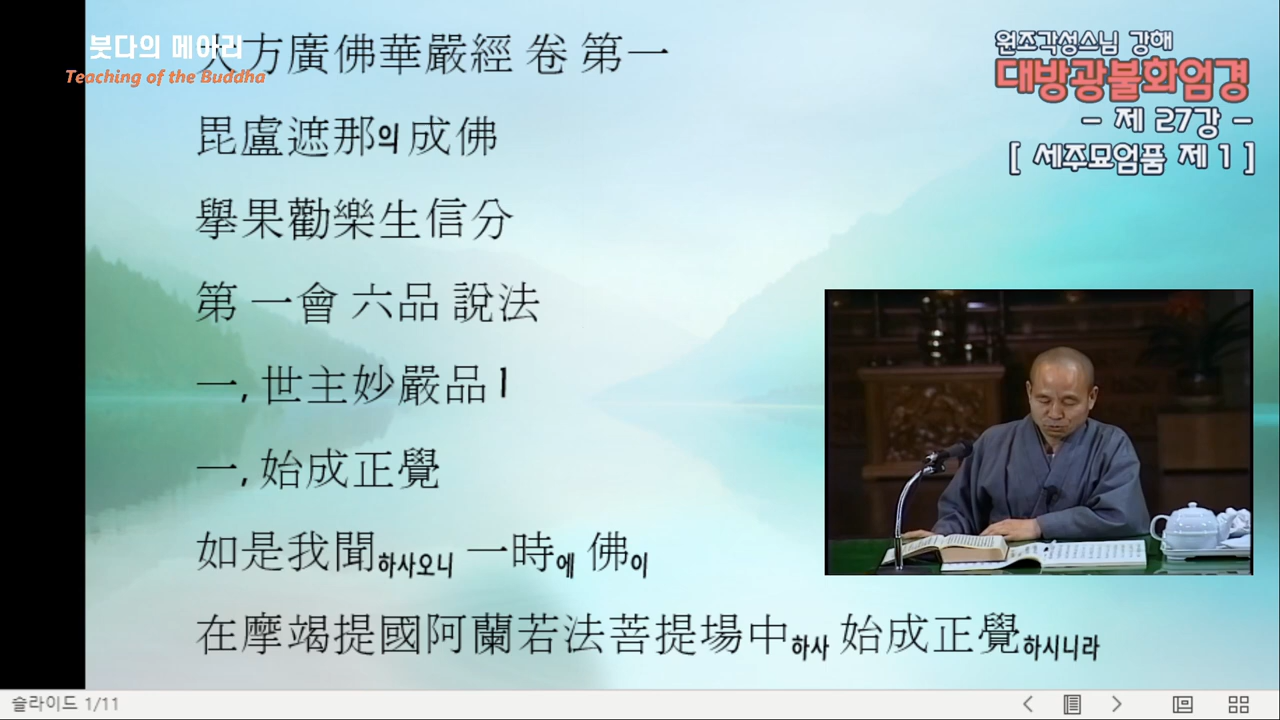 붓다의 메아리
Teaching of the Buddha
大方廣佛華嚴經 卷 第一
毘盧遮那의 成佛
擧果勸樂生信分
第 一會 六品 說法
一, 世主妙嚴品 1
一, 始成正覺
如是我聞하사오니 一時에 佛이
在摩竭提國阿蘭若法菩提場中하사 始成正覺하시니라
원조각성스님 강해
대방광불화엄경
- 제 27강 -
[ 세주묘엄품 제 1 ]
슬라이드 1/11